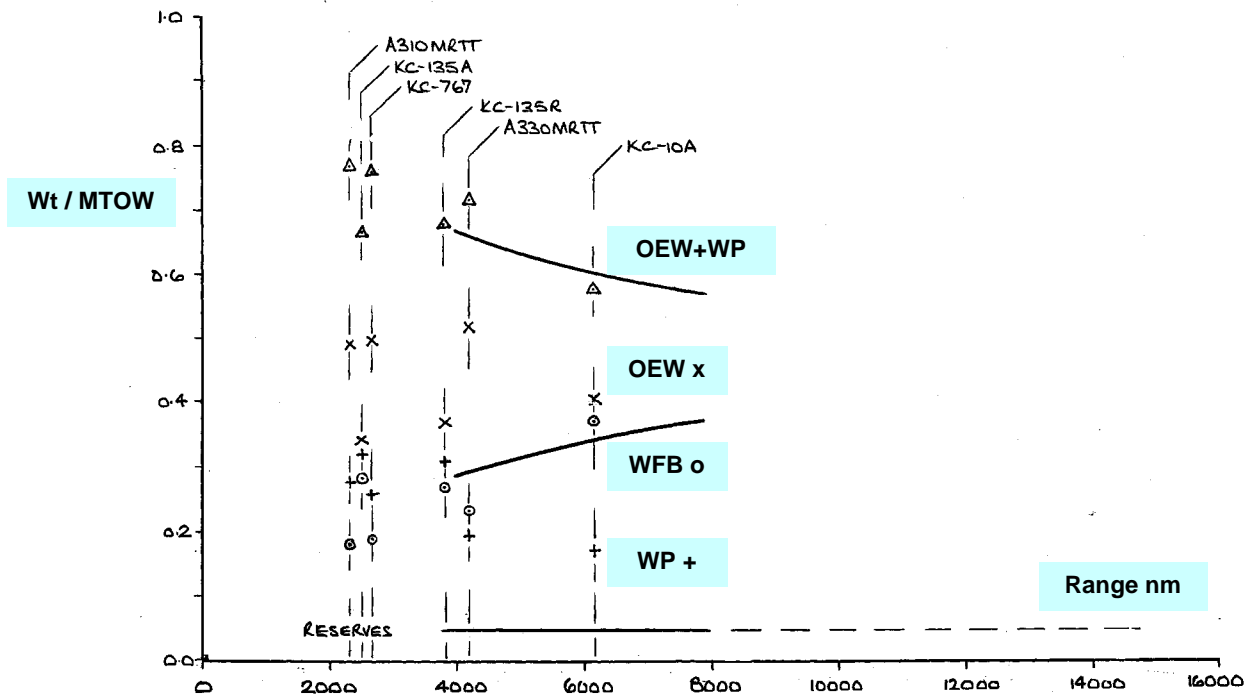 1.0
A310MRTT
KC-135A
KC-767
KC-135R
A330MRTT
KC-10A
0.8
Wt / MTOW
OEW+WP
0.6
OEW x
0.4
WFB o
0.2
WP +
Range nm
RESERVES
0.0
0 2000 4000 6000 8000 10000 12000 14000 16000